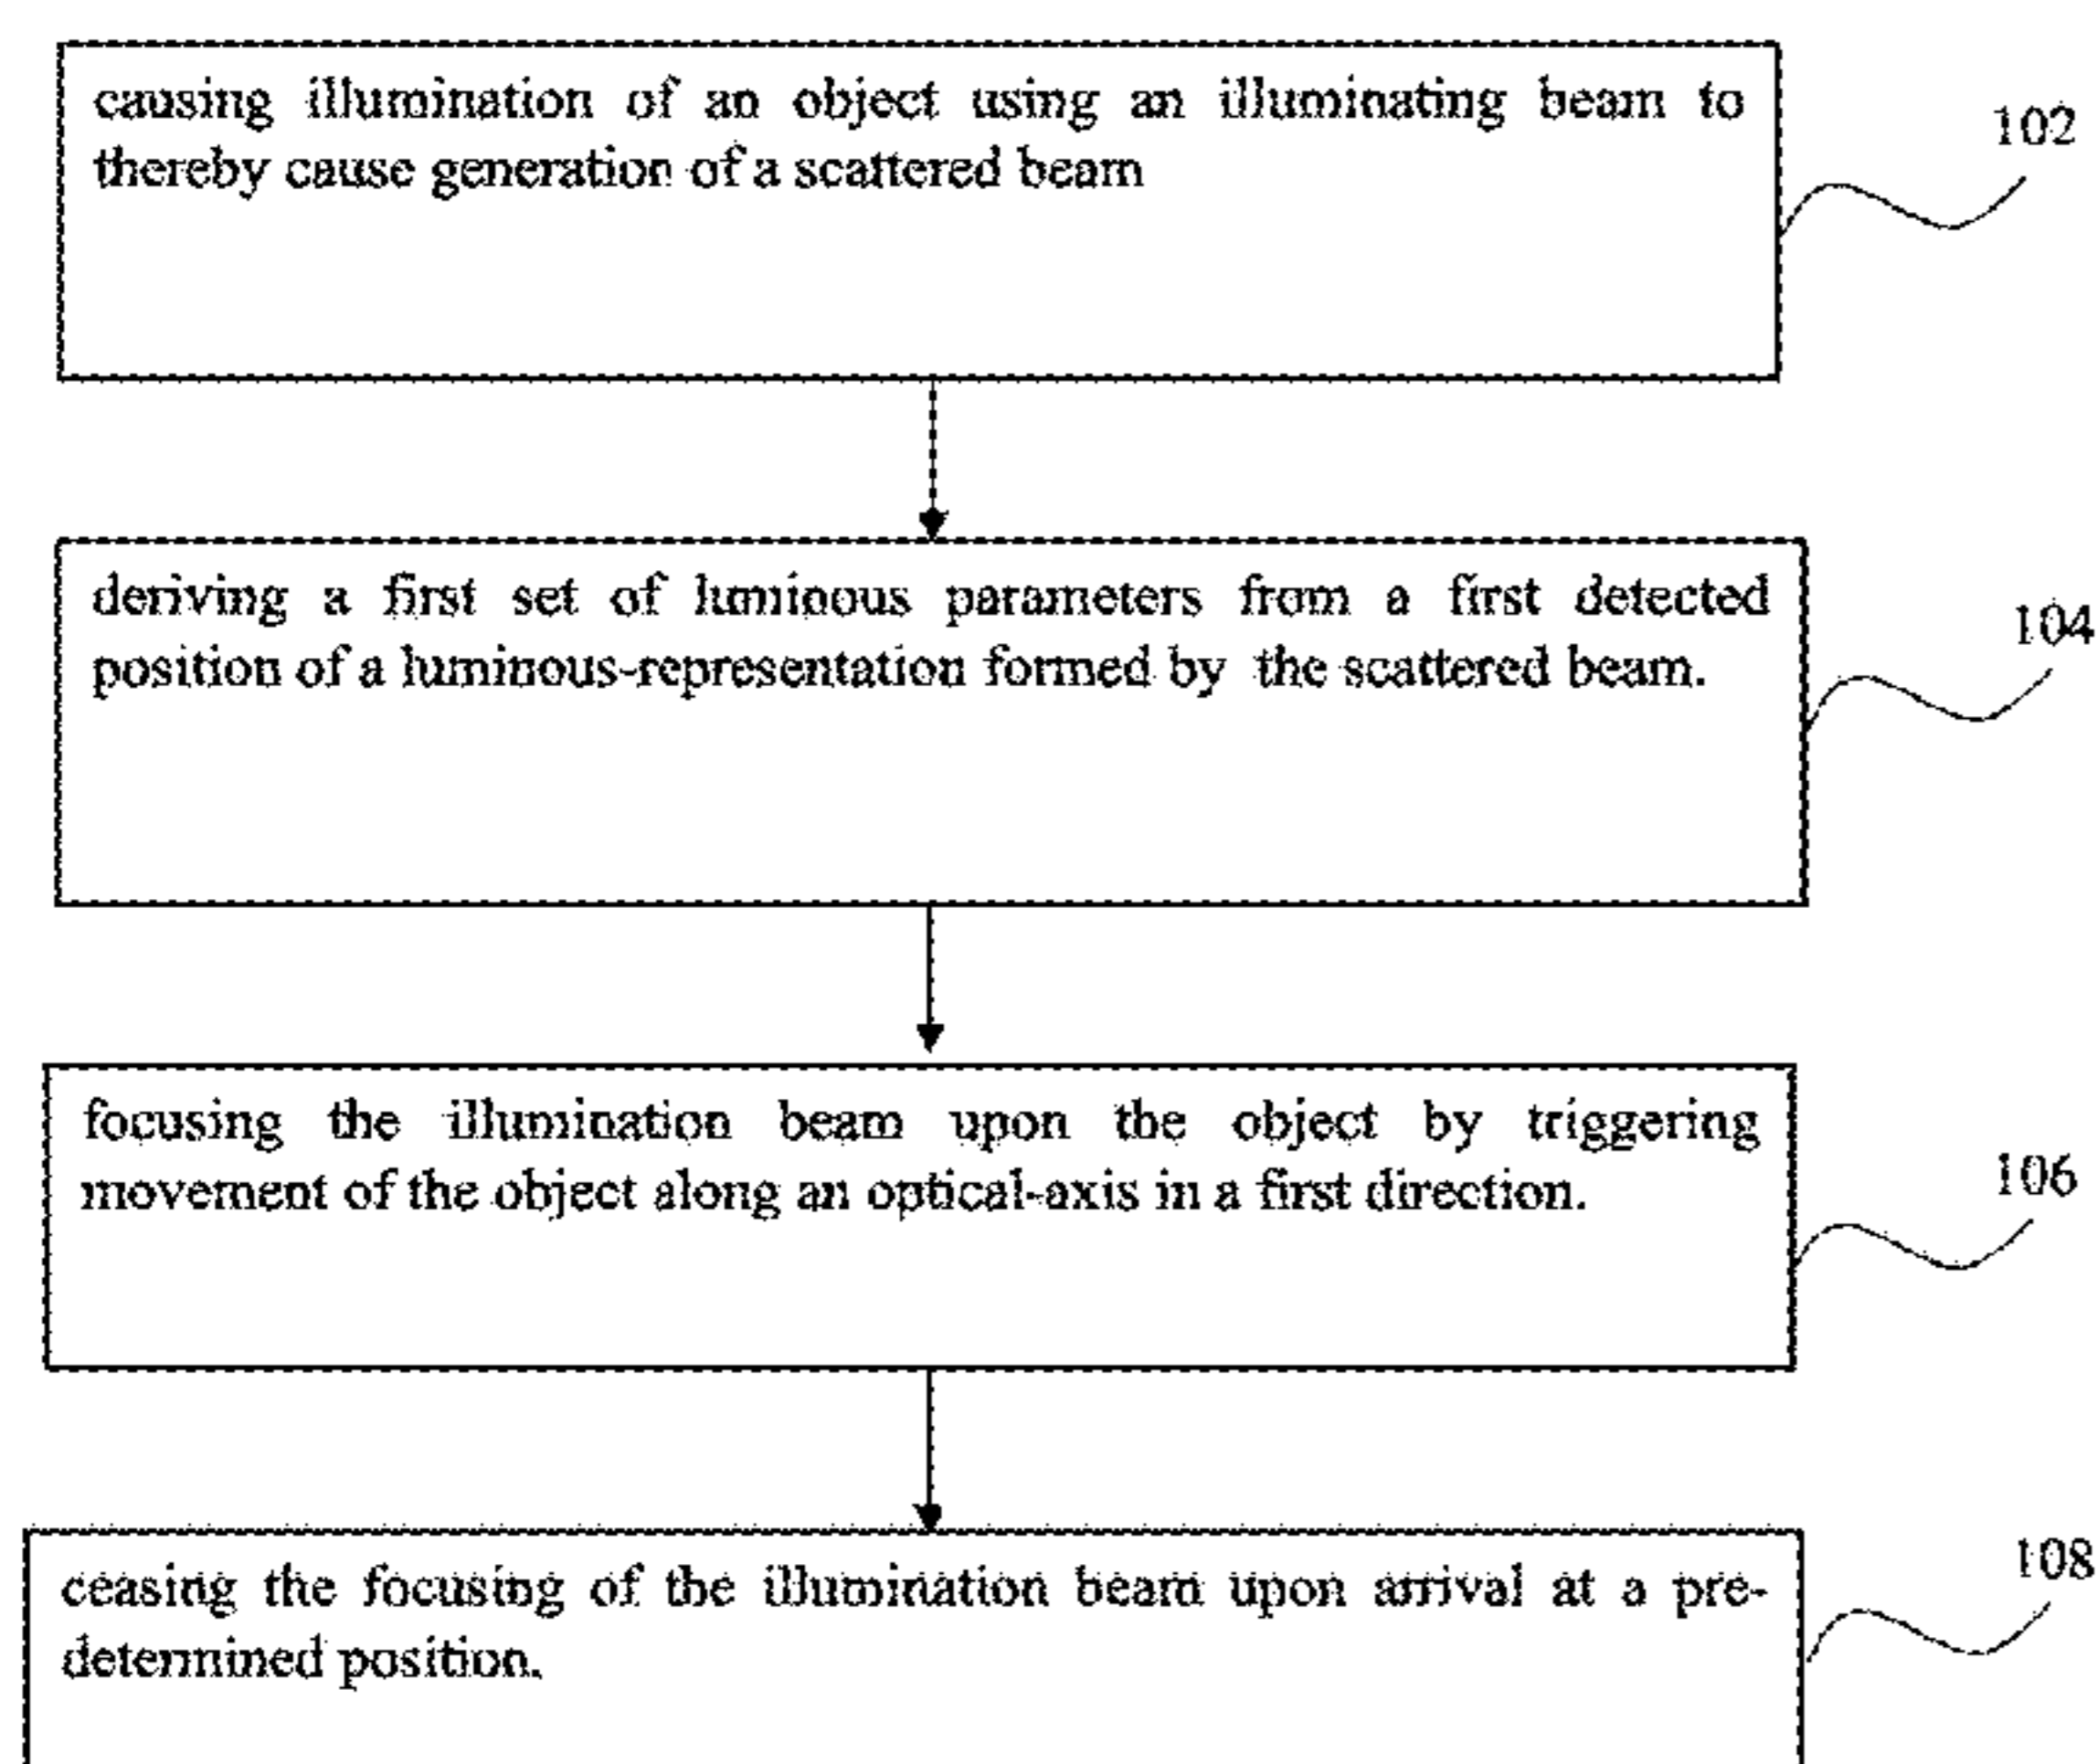 causing illumination of an object using an illuminating beam to
thereby cause generation of a scattered beam
102
deriving a first set of luminous parameters from a first detected
position of a luminous-representation formed by the scattered beam.
104
focusing the illumination beam upon the object by triggering
movement of the object along an optical-axis in a first direction.
106
ceasing the focusing of the illumination beam upon arrival at a pre-
determined position.
108